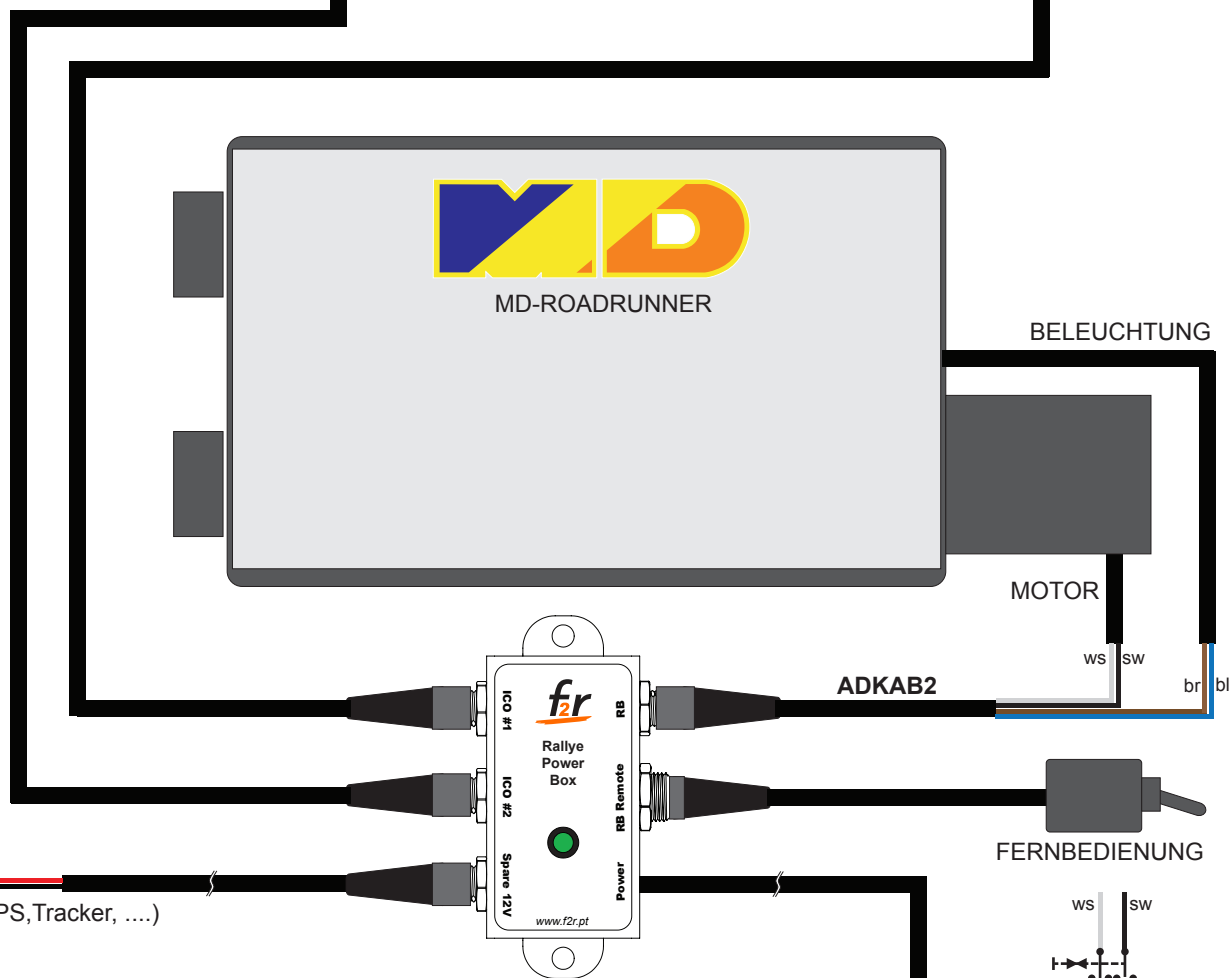 MD
MD-ROADRUNNER
BELEUCHTUNG
MOTOR
ws sw
br bl
ADKAB2
ICO #1
f2r
RB
Rallye
Power
Box
ICO #2
RB Remote
FERNBEDIENUNG
Spare 12V
Power
www.f2r.pt
PS,Tracker, ....)
ws sw